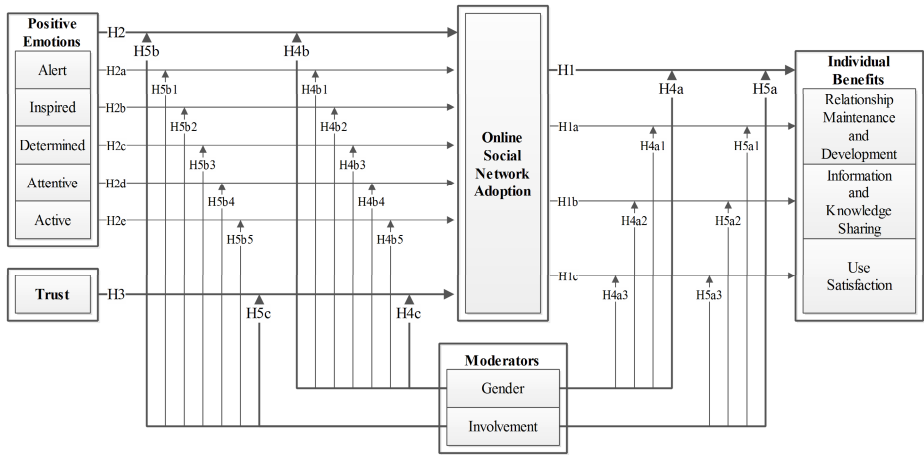 Positive
Emotions
Alert
Inspired
Determined
Attentive
Active
Trust
H2
H5b
H4b
H2a
H5b1
H4b1
H2b
H5b2
H4b2
H2c
H5b3
H4b3
H2d
H5b4
H4b4
H2e
H5b5
H4b5
H3
H5c
H4c
Online
Social
Network
Adoption
Moderators
Gender
Involvement
H1
H4a
H5a
H1a
H4a1
H5a1
H1b
H4a2
H5a2
H1c
H4a3
H5a3
Individual
Benefits
Relationship
Maintenance
and
Development
Information
and
Knowledge
Sharing
Use
Satisfaction